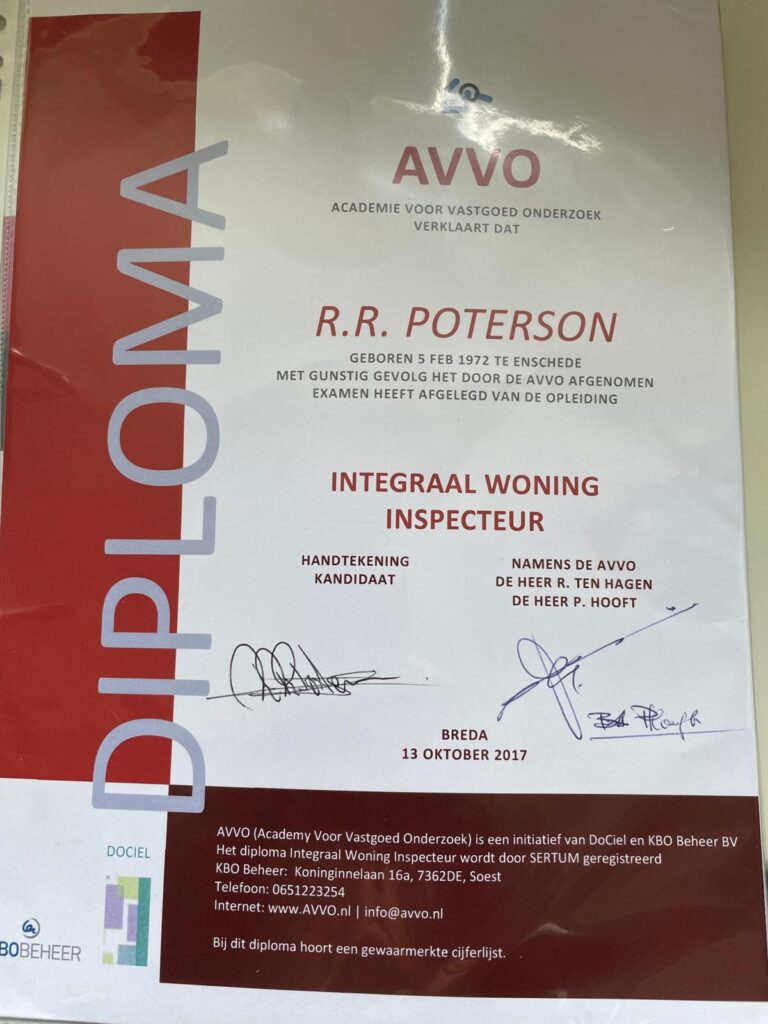 DIPLOMA
AVVO
ACADEMIE VOOR VASTGOED ONDERZOEK
VERKLAART DAT
R.R. POTERSON
GEBOREN 5 FEB 1972 TE ENSCHEDE
MET GUNSTIG GEVOLG HET DOOR DE AVVO AFGENOMEN
EXAMEN HEEFT AFGELEGD VAN DE OPLEIDING
INTEGRAAL WONING
INSPECTEUR
HANDTEKENING
KANDIDAAT
NAMENS DE AVVO
DE HEER R. TEN HAGEN
DE HEER P. HOOFT
BREDA
13 OKTOBER 2017
AVVO (Academy Voor Vastgoed Onderzoek) is een initiatief van DoCiel en KBO Beheer BV
Het diploma Integraal Woning Inspecteur wordt door SERTUM geregistreerd
KBO Beheer: Koninginnelaan 16a, 7362DE, Soest
Telefoon: 0651223254
Internet: www.AVVO.nl | info@avvo.nl
Bij dit diploma hoort een gewaarmerkte cijferlijst.
DOCIEL
BOBEHEER